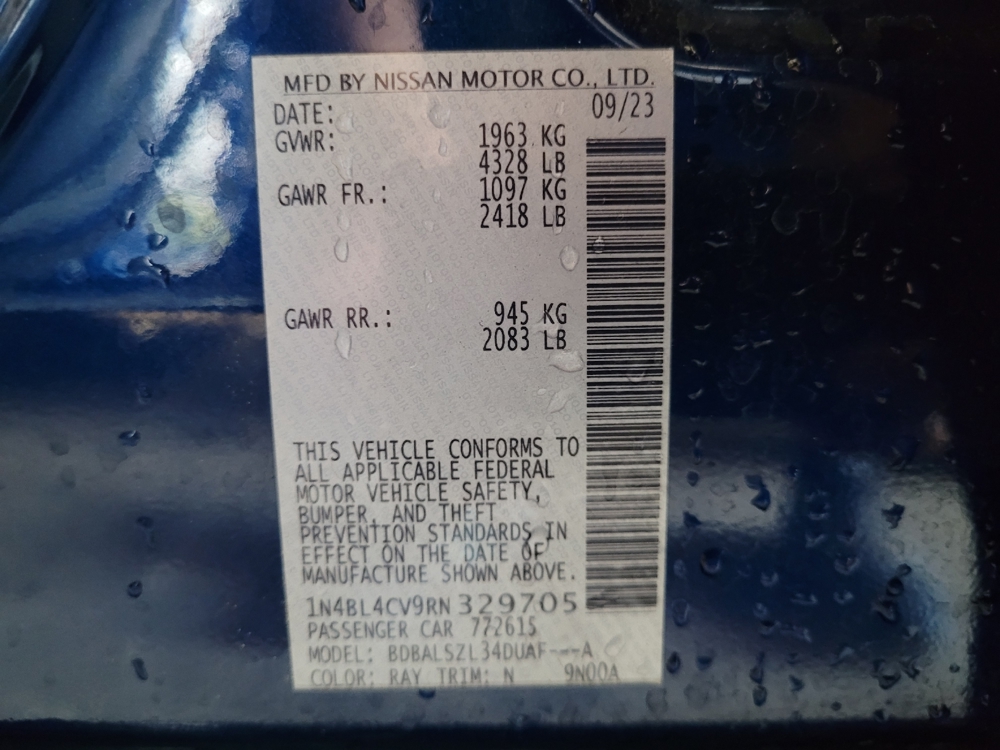 MFD BY NISSAN MOTOR CO., LTD.
DATE: 09/23
GVWR: 1963 KG
4328 LB
GAWR FR.: 1097 KG
2418 LB
GAWR RR.: 945 KG
2083 LB
THIS VEHICLE CONFORMS TO
ALL APPLICABLE FEDERAL
MOTOR VEHICLE SAFETY,
BUMPER, AND THEFT
PREVENTION STANDARDS IN
EFFECT ON THE DATE OF
MANUFACTURE SHOWN ABOVE.
1N4BL4CV9RN329705
PASSENGER CAR 772615
MODEL: BDBALSZL34DUAF---A
COLOR: RAY TRIM: N 9N00A